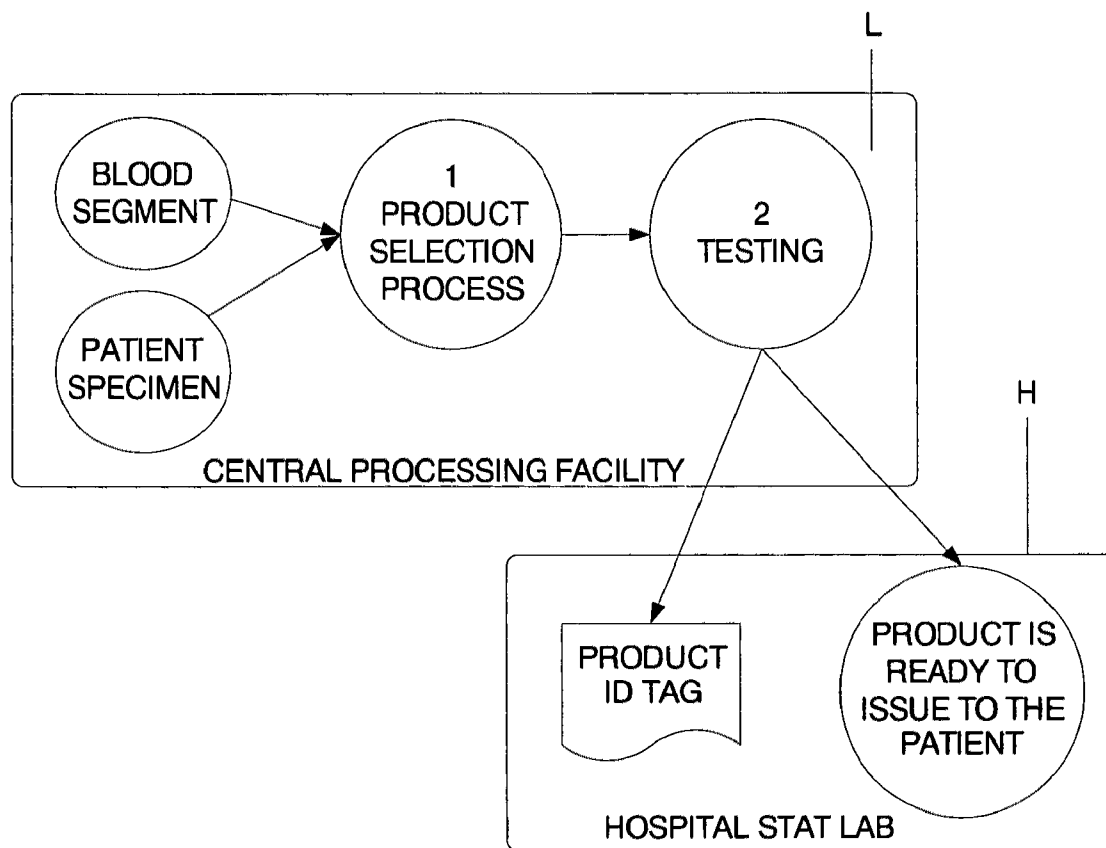 L
BLOOD
SEGMENT
1
PRODUCT
SELECTION
PROCESS
2
TESTING
PATIENT
SPECIMEN
CENTRAL PROCESSING FACILITY
H
PRODUCT
ID TAG
PRODUCT IS
READY TO
ISSUE TO THE
PATIENT
HOSPITAL STAT LAB